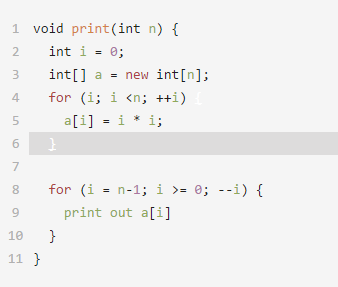 1 void print(int n) {
2 int i = 0;
3 int[] a = new int[n];
4 for (i; i <n; ++i) {
5 a[i] = i * i;
6 }
7
8 for (i = n-1; i >= 0; --i) {
9 print out a[i]
10 }
11 }